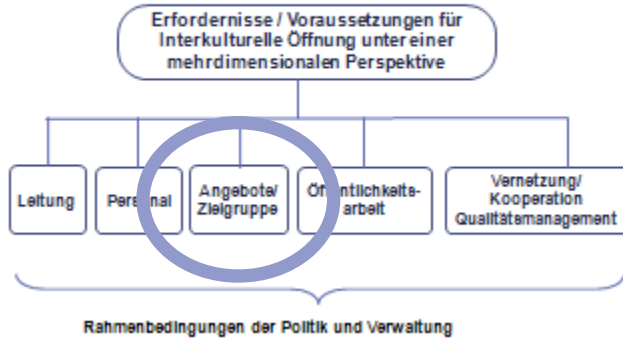 Erfordernisse / Voraussetzungen für
Interkulturelle Öffnung unter einer
mehrdimensionalen Perspektive
Leitung
Personal
Angebote/
Zielgruppe
Öffentlichkeits-
arbeit
Vernetzung/
Kooperation
Qualitätsmanagement
Rahmenbedingungen der Politik und Verwaltung